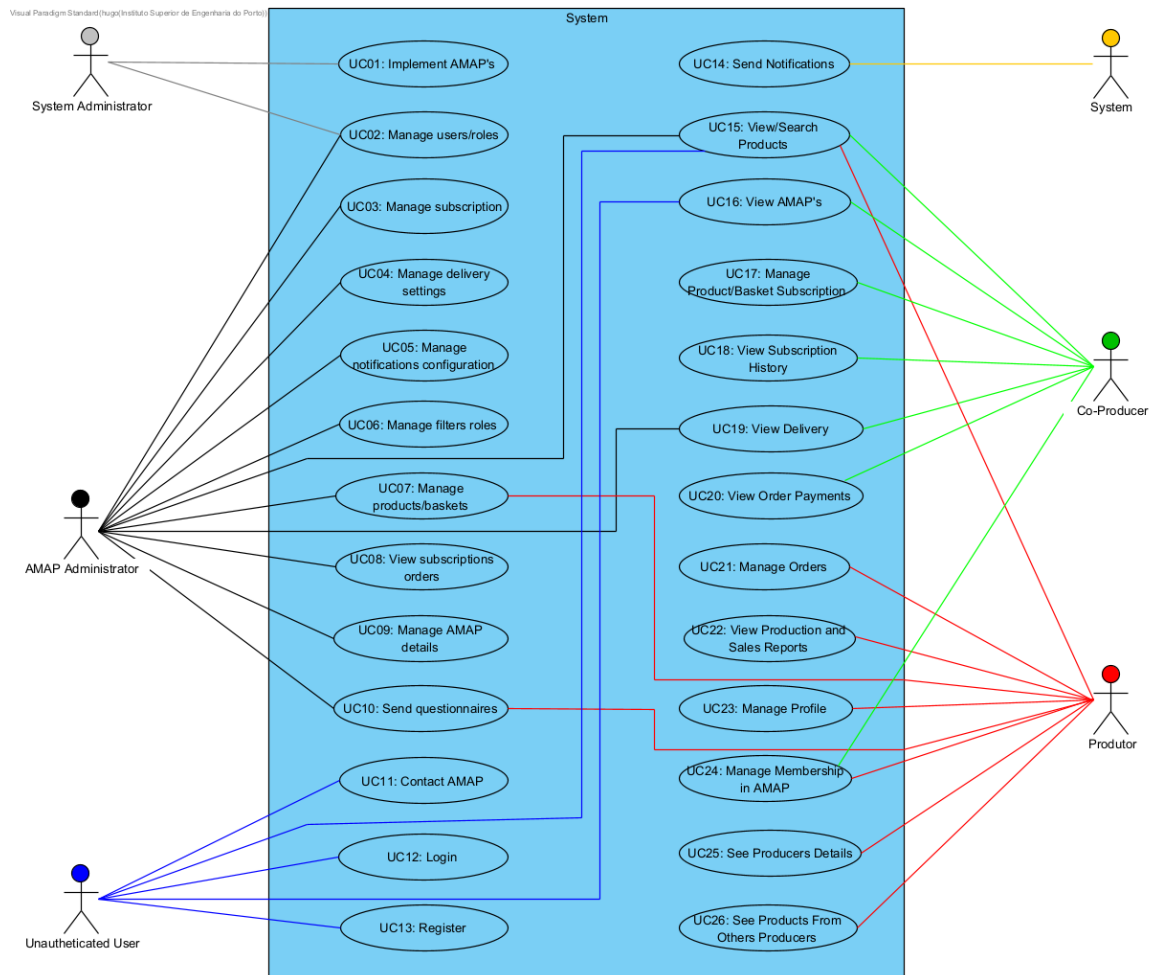 Visual Paradigm Standard(hugo(Instituto Superior de Engenharia do Porto))
System
System Administrator
UC01: Implement AMAP's
UC02: Manage users/roles
UC03: Manage subscription
UC04: Manage delivery
settings
UC05: Manage
notifications configuration
UC06: Manage filters roles
UC07: Manage
products/baskets
AMAP Administrator
UC08: View subscriptions
orders
UC09: Manage AMAP
details
UC10: Send questionnaires
UC11: Contact AMAP
UC12: Login
UC13: Register
Unautheticated User
UC14: Send Notifications
System
UC15: View/Search
Products
UC16: View AMAP's
UC17: Manage
Product/Basket Subscription
UC18: View Subscription
History
Co-Producer
UC19: View Delivery
UC20: View Order Payments
UC21: Manage Orders
UC22: View Production and
Sales Reports
UC23: Manage Profile
Produtor
UC24: Manage Membership
in AMAP
UC25: See Producers Details
UC26: See Products From
Others Producers